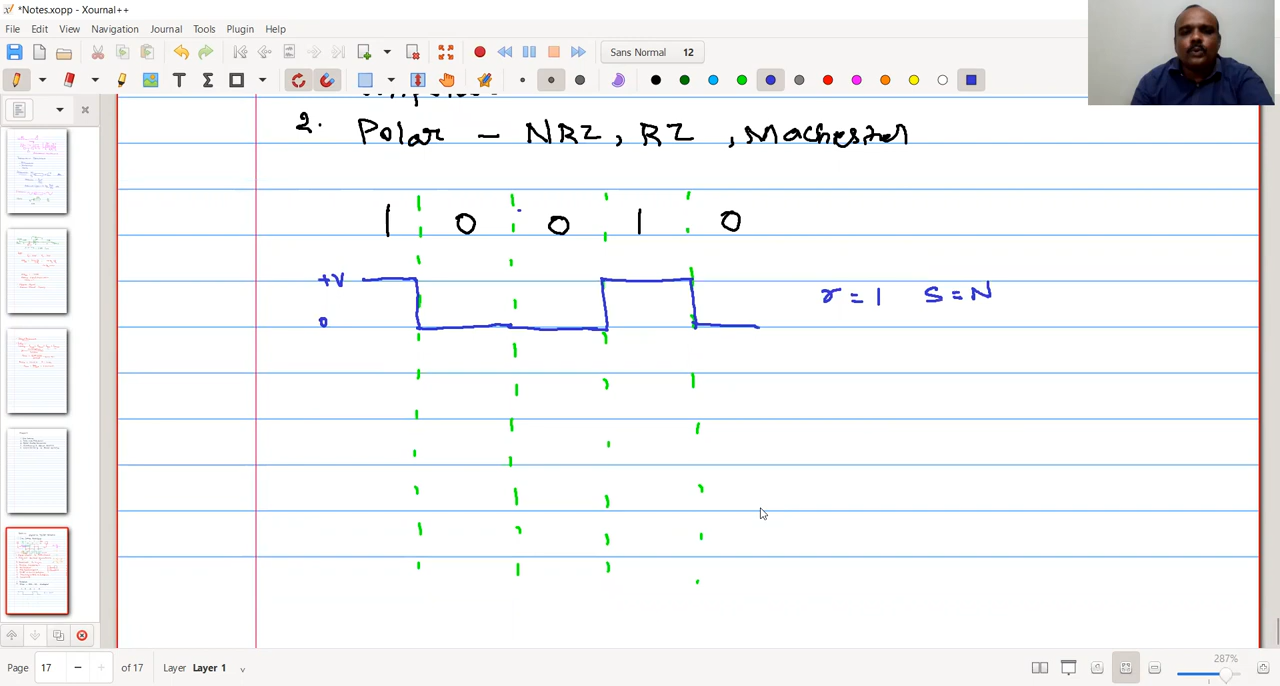 *Notes.xopp - Xournal++
File Edit View Navigation Journal Tools Plugin Help
Sans Normal 12
2. Polar - NRZ, RZ, Machester
1 0 0 1 0
+V
r = 1 S = N
0
287%
Page 17 of 17 Layer Layer 1